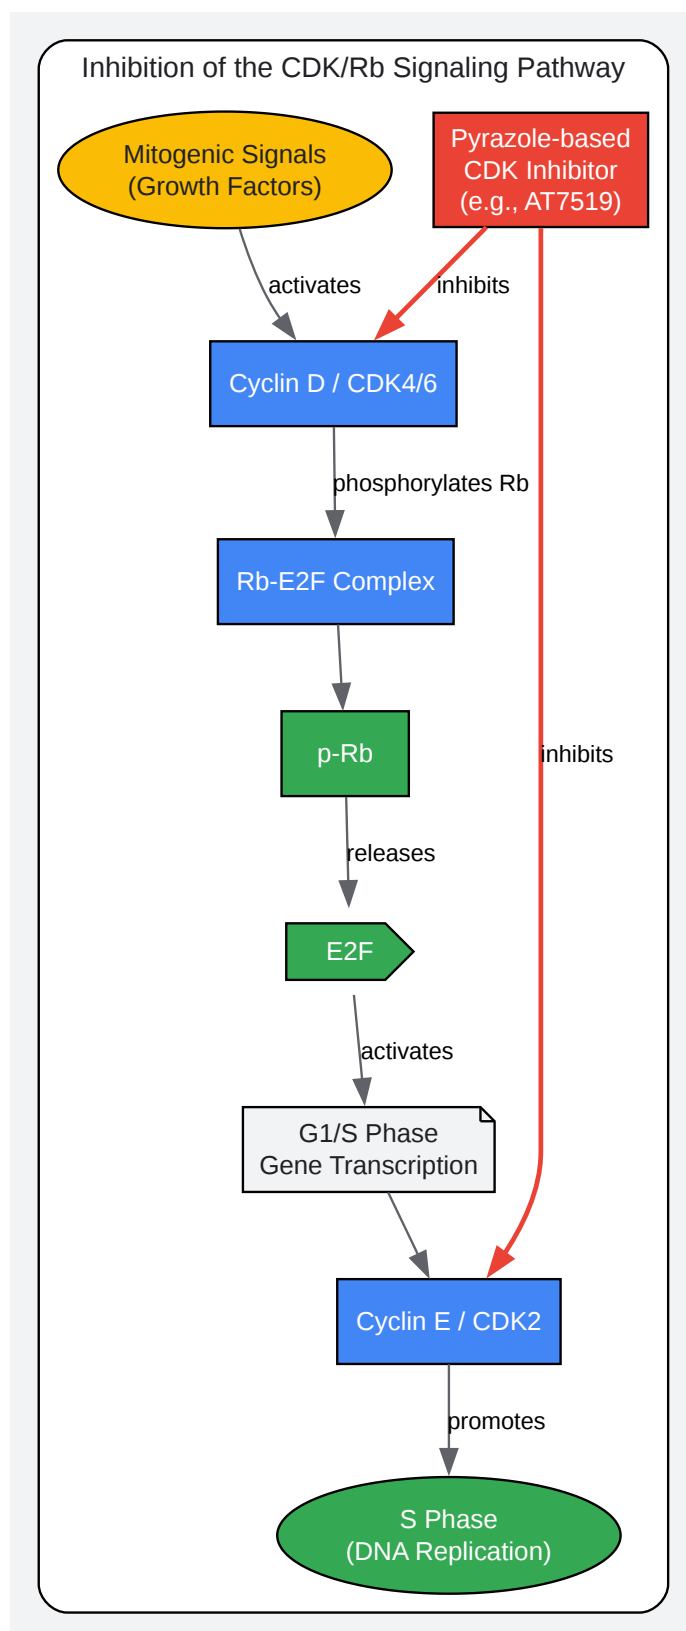 Inhibition of the CDK/Rb Signaling Pathway
Mitogenic Signals
(Growth Factors)
Pyrazole-based
CDK Inhibitor
(e.g., AT7519)
activates
inhibits
Cyclin D / CDK4/6
phosphorylates Rb
Rb-E2F Complex
p-Rb
inhibits
releases
E2F
activates
G1/S Phase
Gene Transcription
Cyclin E / CDK2
promotes
S Phase
(DNA Replication)